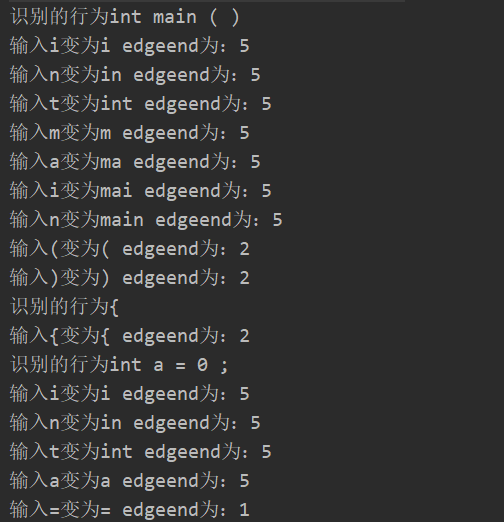 识别的行为int main ( )
输入i变为i edgeend为: 5
输入n变为in edgeend为: 5
输入t变为int edgeend为: 5
输入m变为m edgeend为: 5
输入a变为ma edgeend为: 5
输入i变为mai edgeend为: 5
输入n变为main edgeend为: 5
输入(变为( edgeend为: 2
输入)变为) edgeend为: 2
识别的行为{
输入{变为{ edgeend为: 2
识别的行为int a = 0 ;
输入i变为i edgeend为: 5
输入n变为in edgeend为: 5
输入t变为int edgeend为: 5
输入a变为a edgeend为: 5
输入=变为= edgeend为: 1